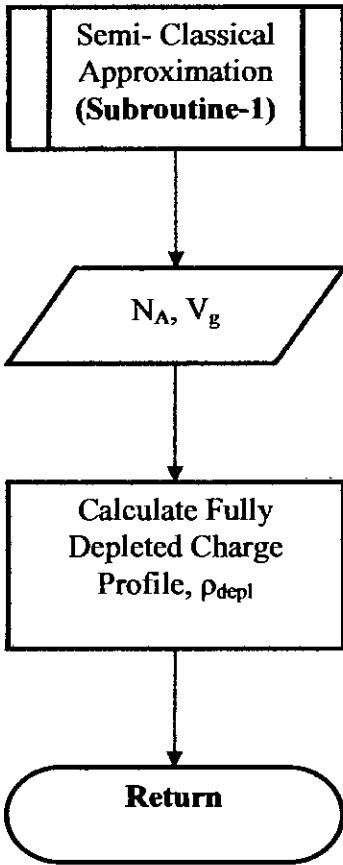 Semi- Classical
Approximation
(Subroutine-1)
N_A, V_g
Calculate Fully
Depleted Charge
Profile, ρ_depl
Return